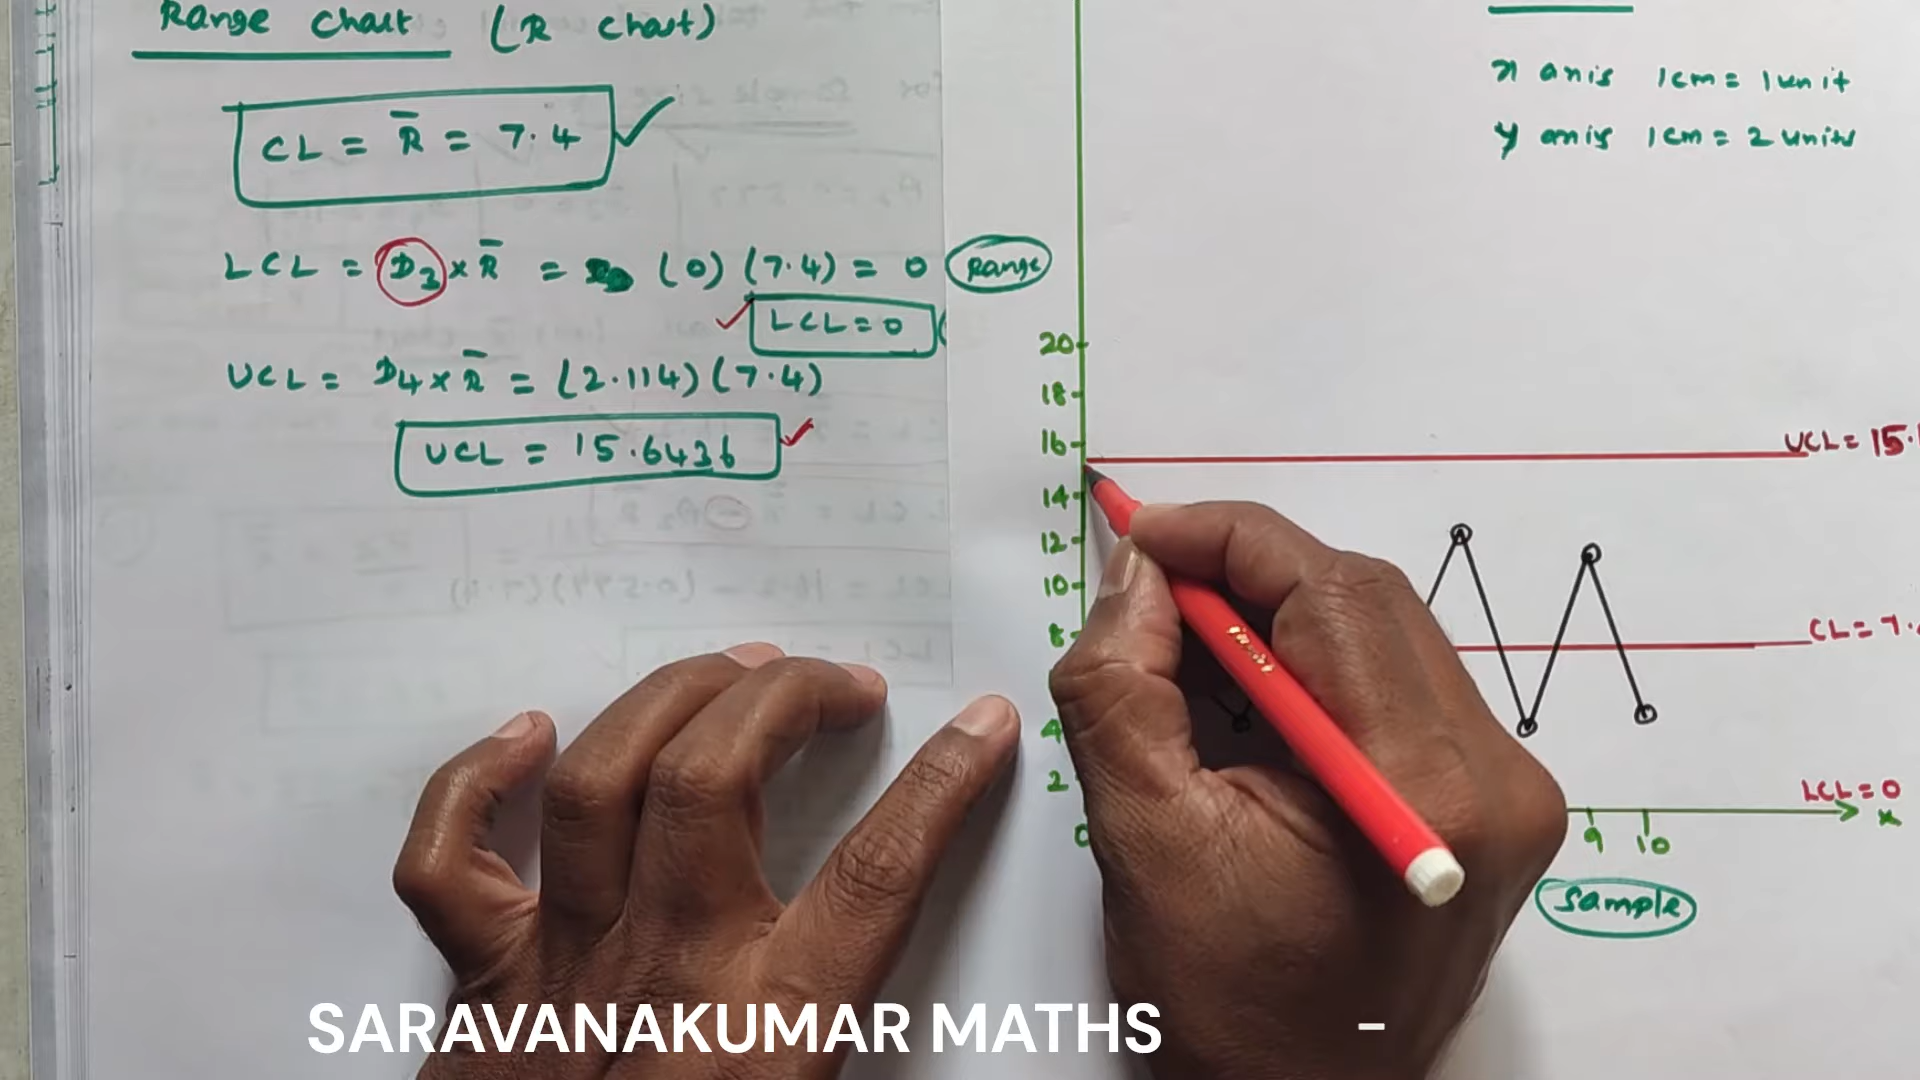 Range Chart (R Chart)
CL = R̄ = 7.4
LCL = D3 × R̄ = (0) (7.4) = 0
LCL = 0
UCL = D4 × R̄ = (2.114) (7.4)
UCL = 15.6436
x axis 1cm = 1 unit
y axis 1cm = 2 units
Range
20
18
16
14
12
10
8
4
2
0
UCL = 15.
CL = 7.
LCL = 0
x
9 10
Sample
SARAVANAKUMAR MATHS -